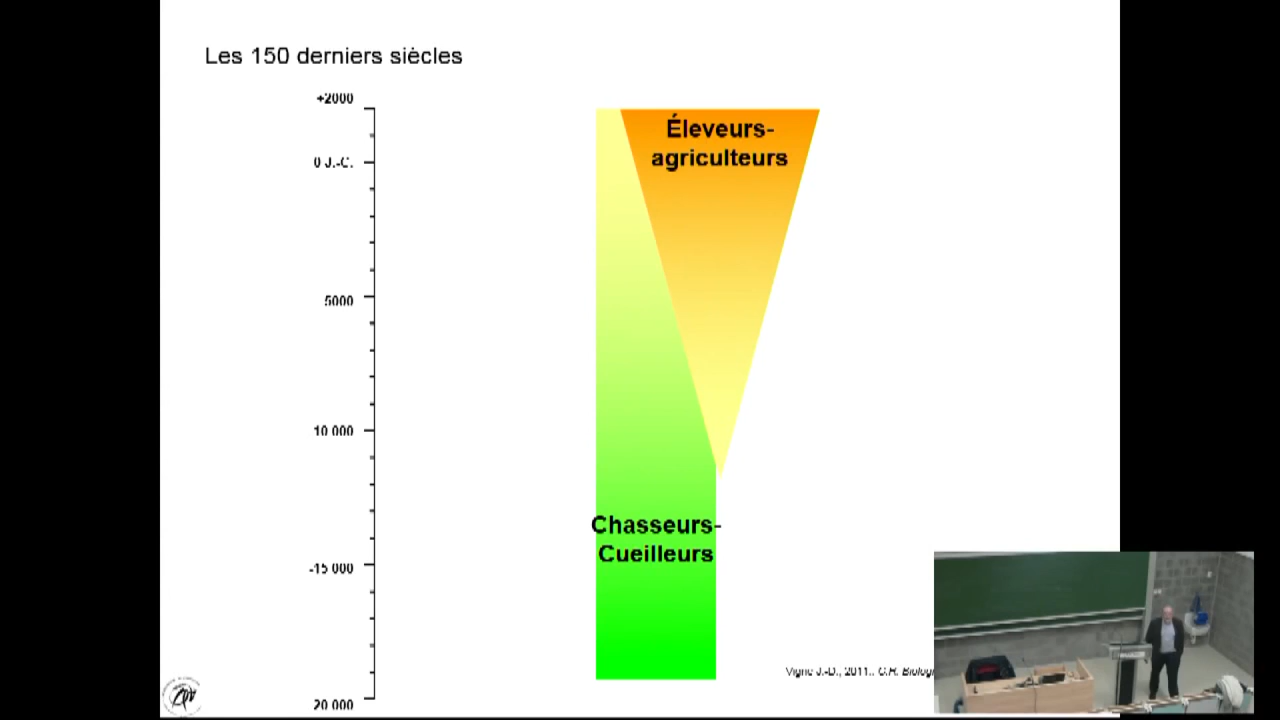 Les 150 derniers siècles
+2000
0 J.-C.
5000
10 000
-15 000
20 000
Éleveurs-
agriculteurs
Chasseurs-
Cueilleurs
Vigne J.-D., 2011.. C.R. Biolog